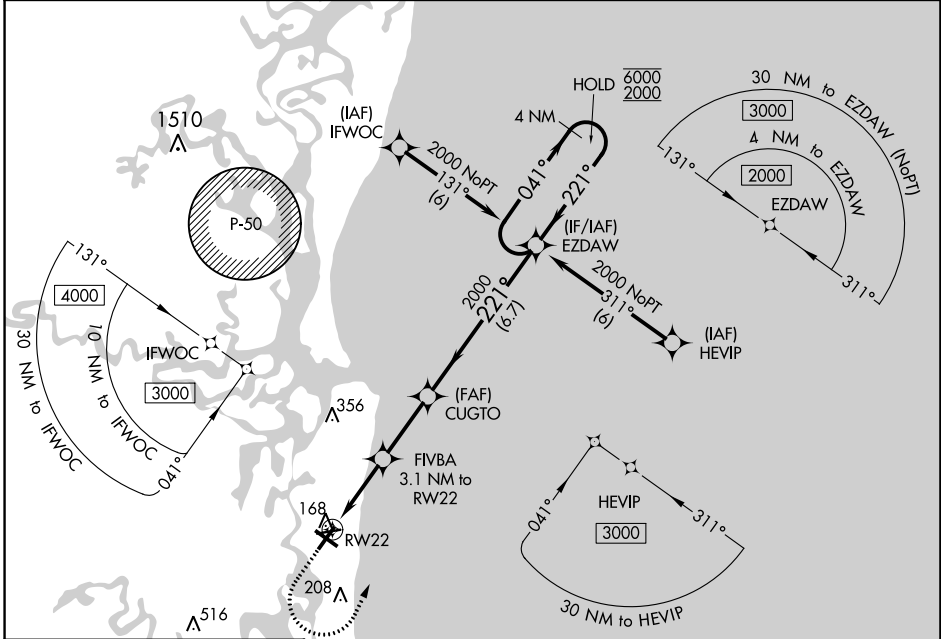 1510
P-50
(IAF)
IFWOC
2000 NoPT
131°
(6)
HOLD
6000
2000
4 NM
041°
221°
(IF/IAF)
EZDAW
2000 NoPT
311°
(6)
(IAF)
HEVIP
2000
221°
(6.7)
(FAF)
CUGTO
FIVBA
3.1 NM to
RW22
RW22
356
168
208
516
30 NM to EZDAW (NoPT)
3000
4 NM to EZDAW
2000
131°
EZDAW
311°
131°
4000
30 NM to IFWOC
10 NM to IFWOC
IFWOC
3000
041°
041°
HEVIP
3000
311°
30 NM to HEVIP